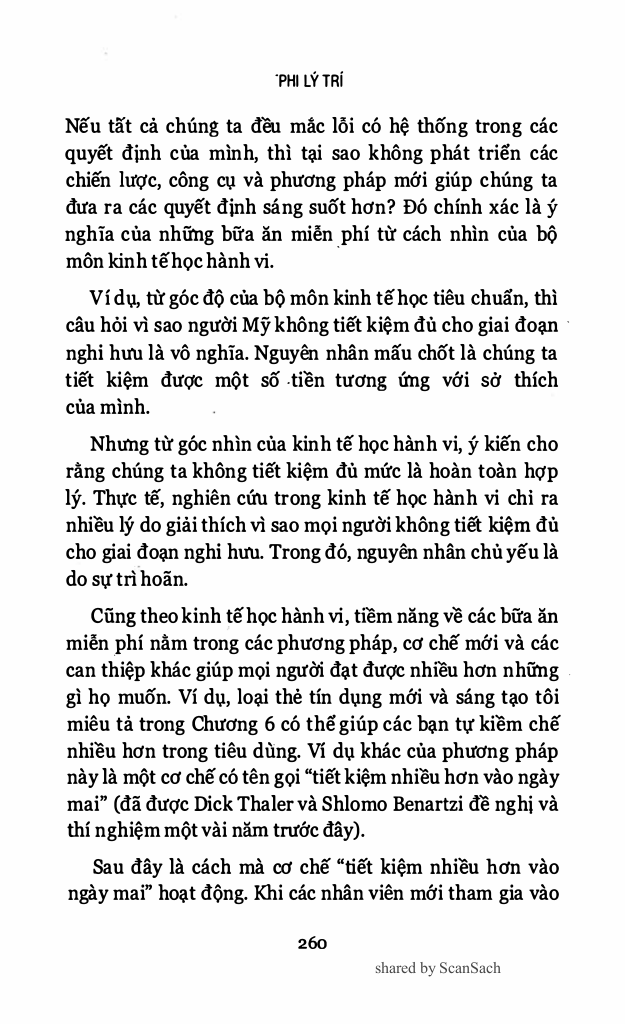 PHI LÝ TRÍ
Nếu tất cả chúng ta đều mắc lỗi có hệ thống trong các
quyết định của mình, thì tại sao không phát triển các
chiến lược, công cụ và phương pháp mới giúp chúng ta
đưa ra các quyết định sáng suốt hơn? Đó chính xác là ý
nghĩa của những bữa ăn miễn phí từ cách nhìn của bộ
môn kinh tế học hành vi.
Ví dụ, từ góc độ của bộ môn kinh tế học tiêu chuẩn, thì
câu hỏi vì sao người Mỹ không tiết kiệm đủ cho giai đoạn
nghỉ hưu là vô nghĩa. Nguyên nhân mấu chốt là chúng ta
tiết kiệm được một số tiền tương ứng với sở thích
của mình.
Nhưng từ góc nhìn của kinh tế học hành vi, ý kiến cho
rằng chúng ta không tiết kiệm đủ mức là hoàn toàn hợp
lý. Thực tế, nghiên cứu trong kinh tế học hành vi chỉ ra
nhiều lý do giải thích vì sao mọi người không tiết kiệm đủ
cho giai đoạn nghỉ hưu. Trong đó, nguyên nhân chủ yếu là
do sự trì hoãn.
Cũng theo kinh tế học hành vi, tiềm năng về các bữa ăn
miễn phí nằm trong các phương pháp, cơ chế mới và các
can thiệp khác giúp mọi người đạt được nhiều hơn những
gì họ muốn. Ví dụ, loại thẻ tín dụng mới và sáng tạo tôi
miêu tả trong Chương 6 có thể giúp các bạn tự kiềm chế
nhiều hơn trong tiêu dùng. Ví dụ khác của phương pháp
này là một cơ chế có tên gọi “tiết kiệm nhiều hơn vào ngày
mai” (đã được Dick Thaler và Shlomo Benartzi đề nghị và
thí nghiệm một vài năm trước đây).
Sau đây là cách mà cơ chế “tiết kiệm nhiều hơn vào
ngày mai” hoạt động. Khi các nhân viên mới tham gia vào
260
shared by ScanSach